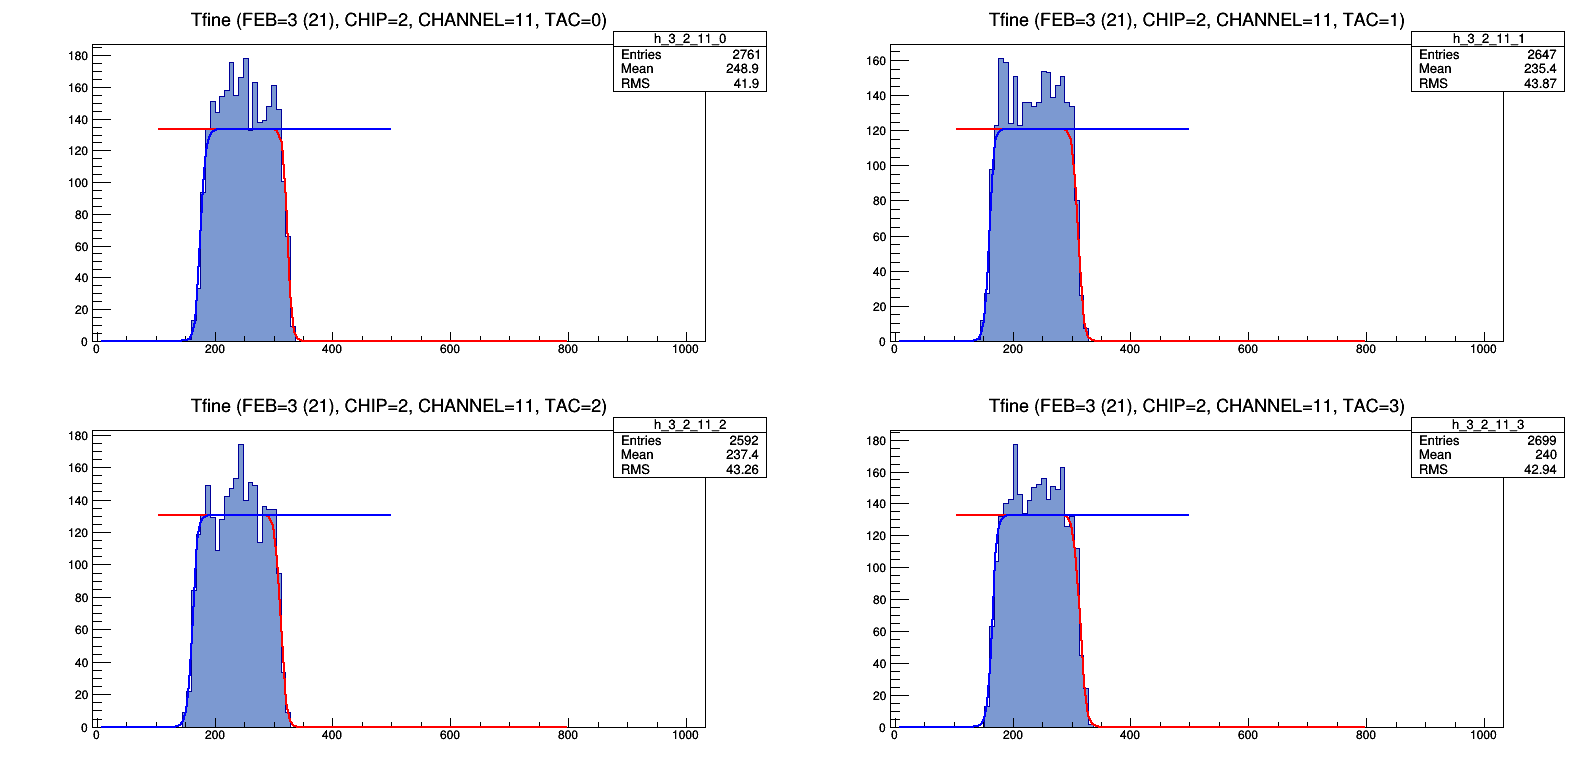 Tfine (FEB=3 (21), CHIP=2, CHANNEL=11, TAC=0)
h_3_2_11_0
Entries 2761
Mean 248.9
RMS 41.9
180
160
140
120
100
80
60
40
20
0
0 200 400 600 800 1000
Tfine (FEB=3 (21), CHIP=2, CHANNEL=11, TAC=1)
h_3_2_11_1
Entries 2647
Mean 235.4
RMS 43.87
160
140
120
100
80
60
40
20
0
0 200 400 600 800 1000
Tfine (FEB=3 (21), CHIP=2, CHANNEL=11, TAC=2)
h_3_2_11_2
Entries 2592
Mean 237.4
RMS 43.26
180
160
140
120
100
80
60
40
20
0
0 200 400 600 800 1000
Tfine (FEB=3 (21), CHIP=2, CHANNEL=11, TAC=3)
h_3_2_11_3
Entries 2699
Mean 240
RMS 42.94
180
160
140
120
100
80
60
40
20
0
0 200 400 600 800 1000